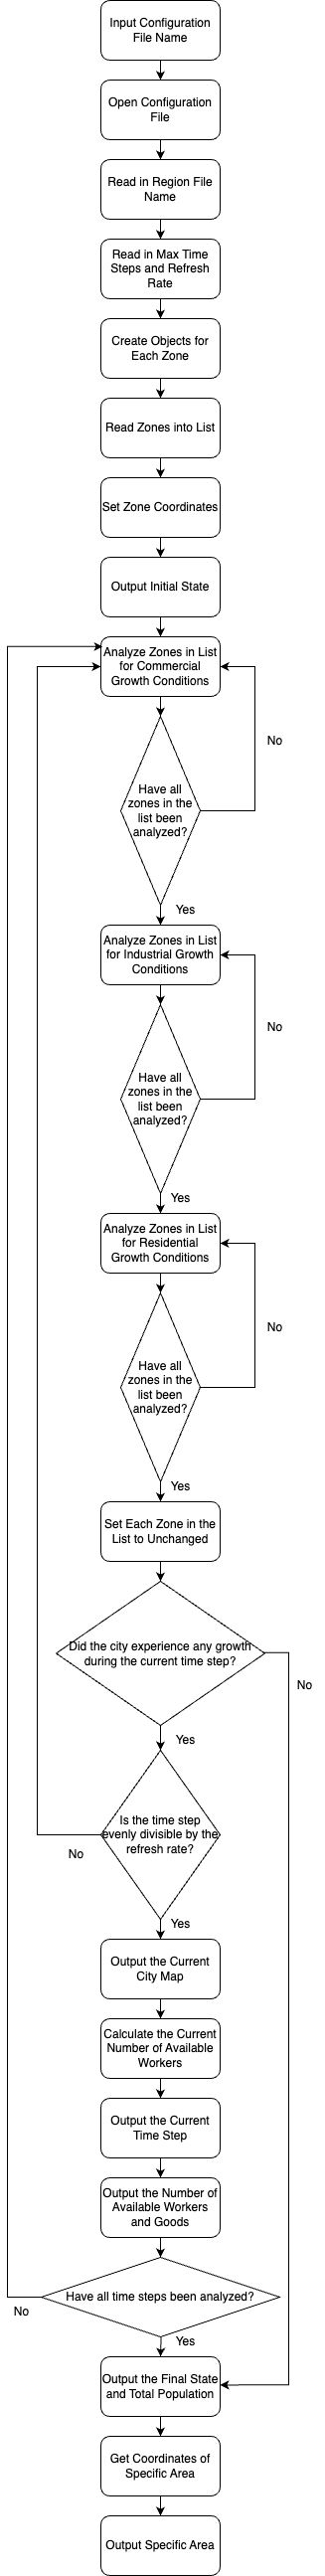 Input Configuration
File Name
Open Configuration
File
Read in Region File
Name
Read in Max Time
Steps and Refresh
Rate
Create Objects for
Each Zone
Read Zones into List
Set Zone Coordinates
Output Initial State
Analyze Zones in List
for Commercial
Growth Conditions
No
Have all
zones in the
list been
analyzed?
Yes
Analyze Zones in List
for Industrial Growth
Conditions
No
Have all
zones in the
list been
analyzed?
Yes
Analyze Zones in List
for Residential
Growth Conditions
No
Have all
zones in the
list been
analyzed?
Yes
Set Each Zone in the
List to Unchanged
Did the city experience any growth
during the current time step?
No
Yes
Is the time step
evenly divisible by the
refresh rate?
No
Yes
Output the Current
City Map
Calculate the Current
Number of Available
Workers
Output the Current
Time Step
Output the Number of
Available Workers
and Goods
Have all time steps been analyzed?
No
Yes
Output the Final State
and Total Population
Get Coordinates of
Specific Area
Output Specific Area